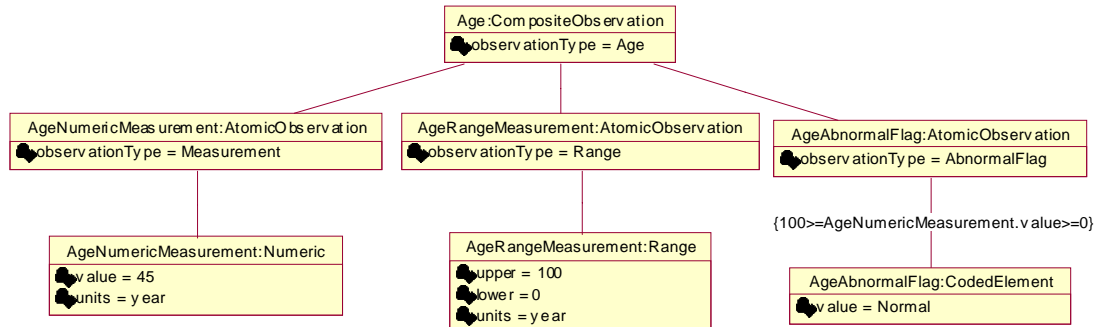 Age:CompositeObservation
observationType = Age
AgeNumericMeasurement:AtomicObservation
observationType = Measurement
AgeRangeMeasurement:AtomicObservation
observationType = Range
AgeAbnormalFlag:AtomicObservation
observationType = AbnormalFlag
{100>=AgeNumericMeasurement.value>=0}
AgeNumericMeasurement:Numeric
value = 45
units = year
AgeRangeMeasurement:Range
upper = 100
lower = 0
units = year
AgeAbnormalFlag:CodedElement
value = Normal